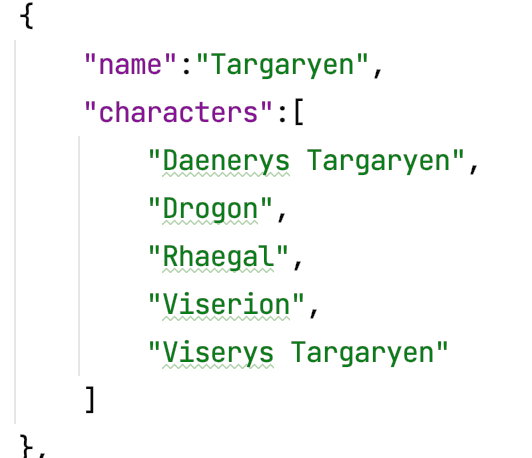 {
"name":"Targaryen",
"characters":[
"Daenerys Targaryen",
"Drogon",
"Rhaegal",
"Viserion",
"Viserys Targaryen"
]
},